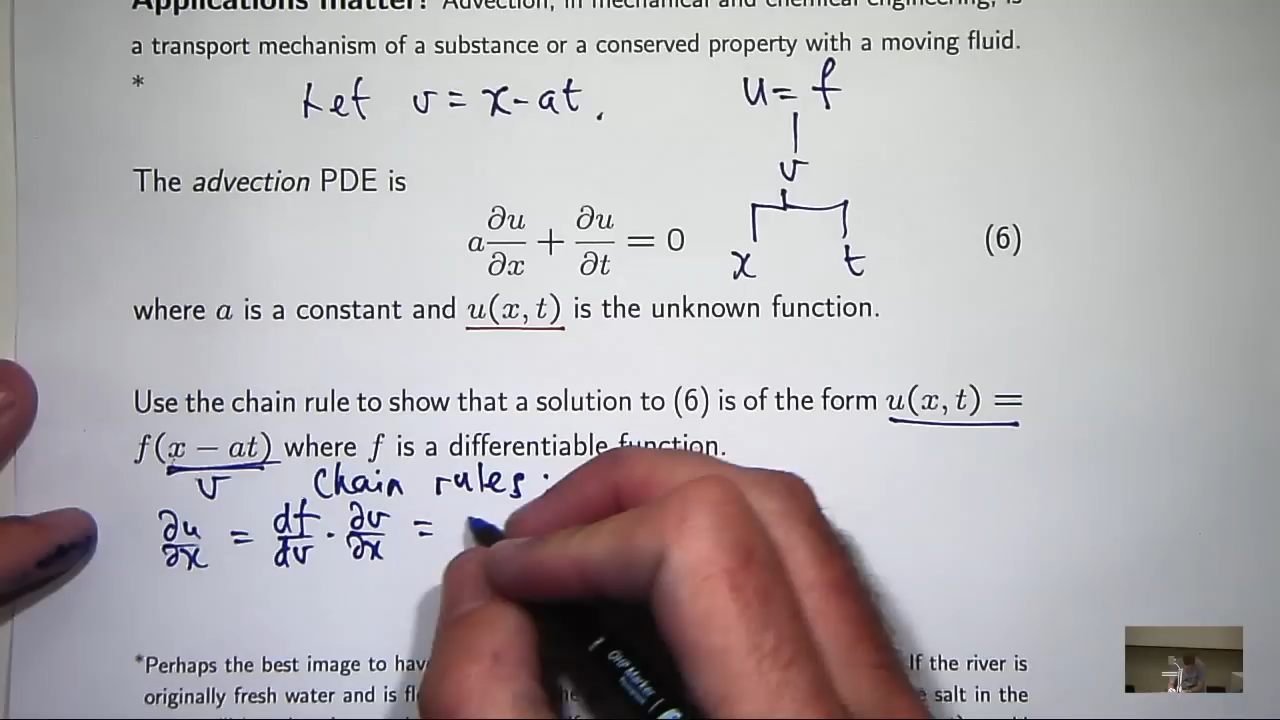 Applications matter! Advection, in mechanical and chemical engineering, is
a transport mechanism of a substance or a conserved property with a moving fluid.
*
Let v = x - at.
u = f
v
x t
The advection PDE is
a ∂u/∂x + ∂u/∂t = 0 (6)
where a is a constant and u(x, t) is the unknown function.
Use the chain rule to show that a solution to (6) is of the form u(x, t) =
f(x − at) where f is a differentiable function.
v Chain rules:
∂u/∂x = df/dv · ∂v/∂x =
*Perhaps the best image to have If the river is
originally fresh water and is salt in the
OHP Marker